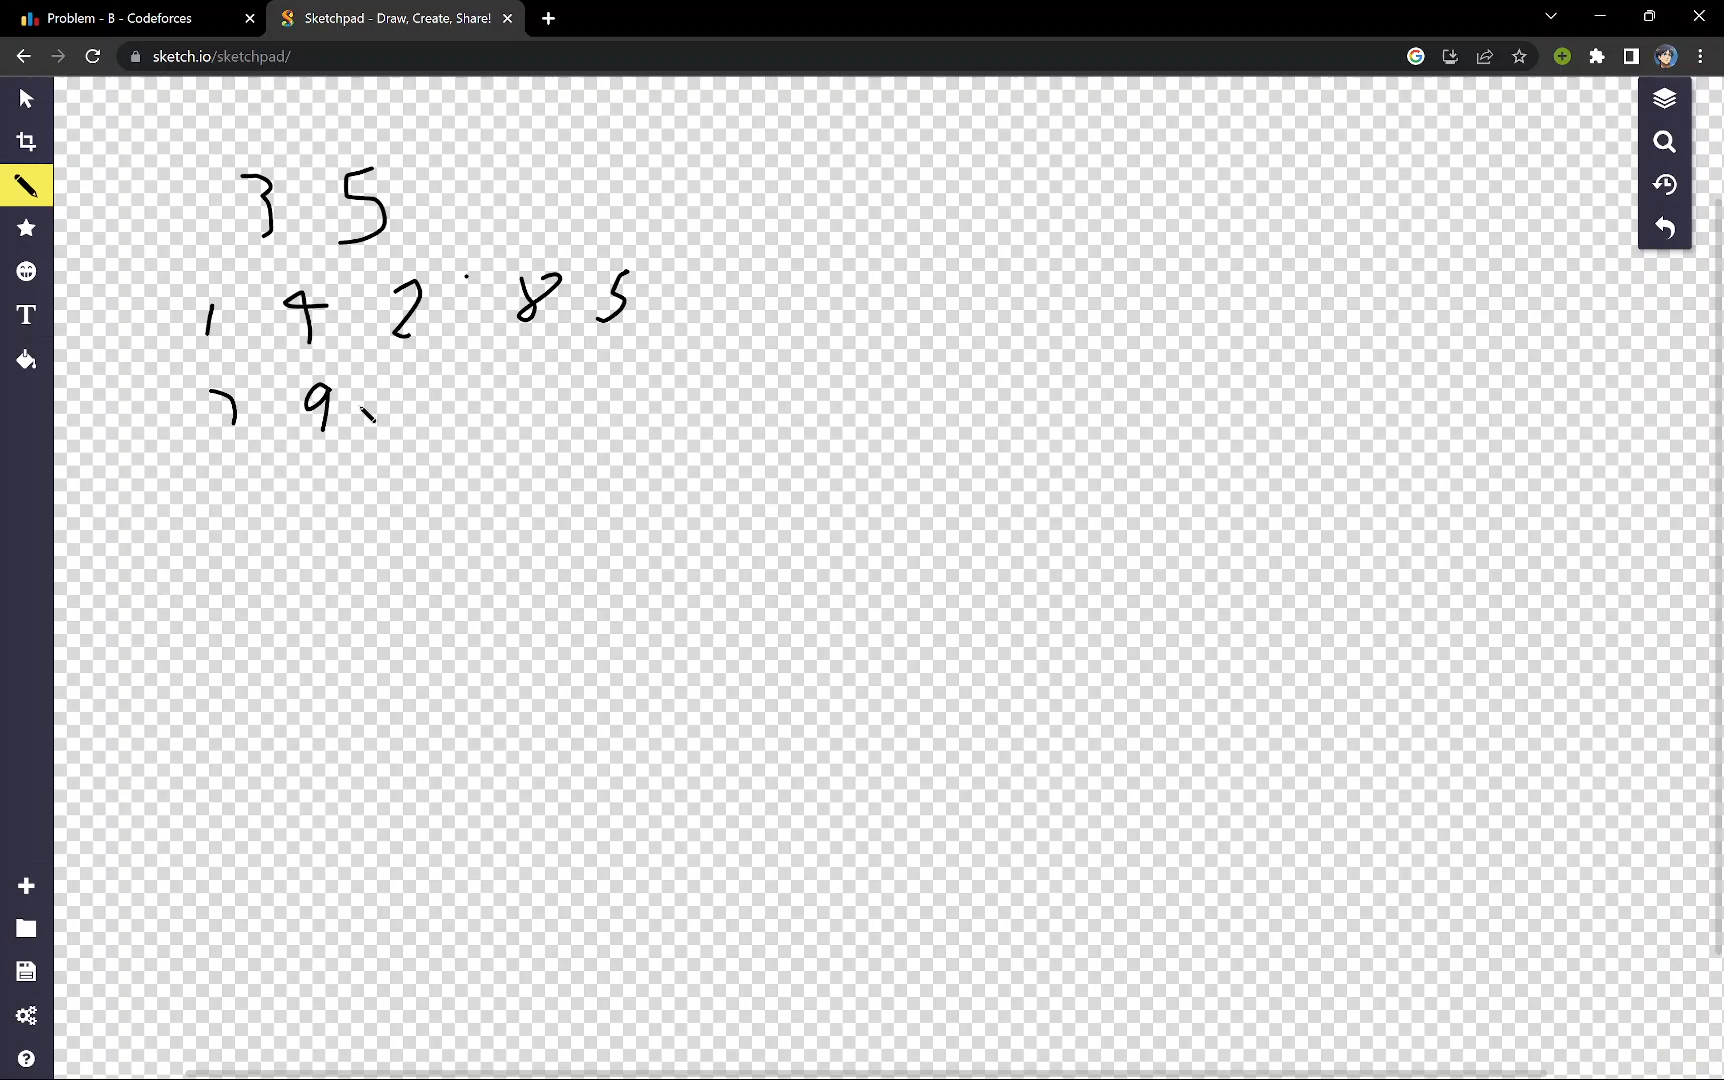 Problem - B - Codeforces
Sketchpad - Draw, Create, Share!
sketch.io/sketchpad/
3 5
1 4 2 8 5
7 9
T